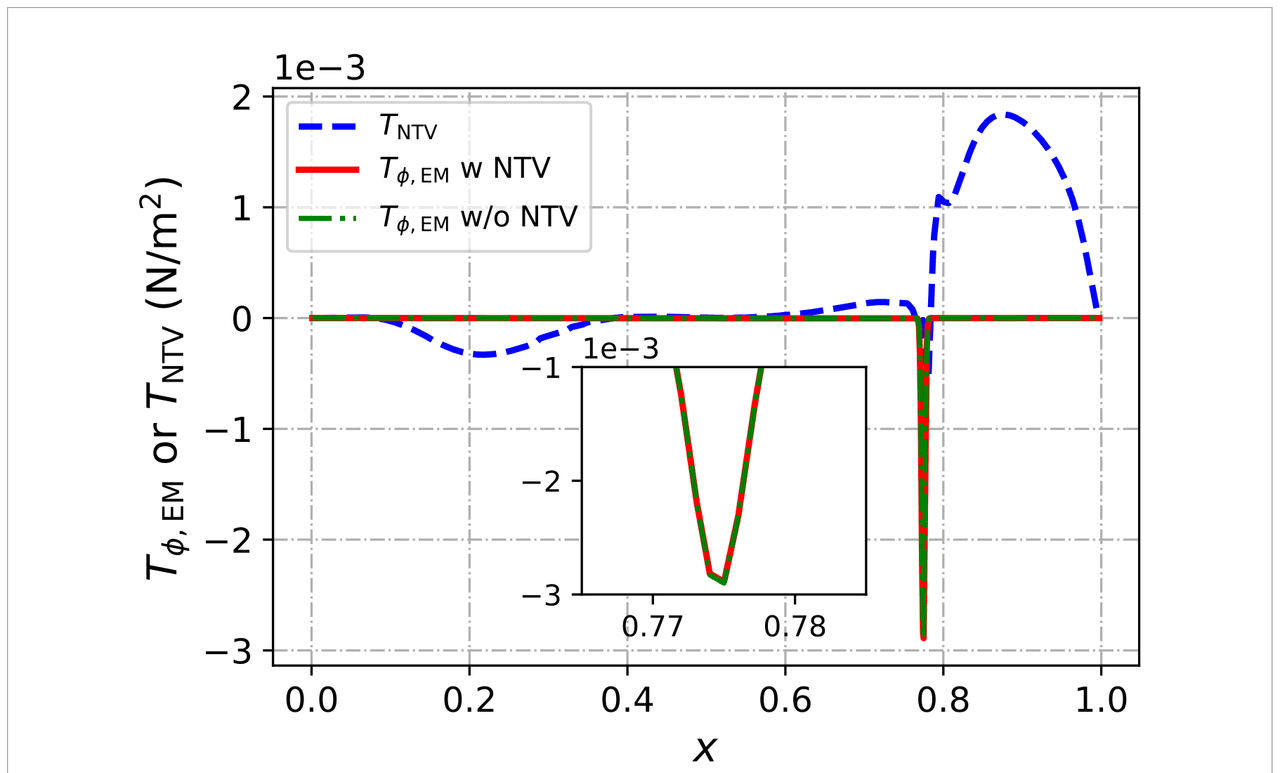 1e−3
2
1
0
−1
−2
−3
T_NTV
T_ϕ,EM w NTV
T_ϕ,EM w/o NTV
T_ϕ,EM or T_NTV (N/m²)
1e−3
−1
−2
−3
0.77 0.78
0.0 0.2 0.4 0.6 0.8 1.0
x